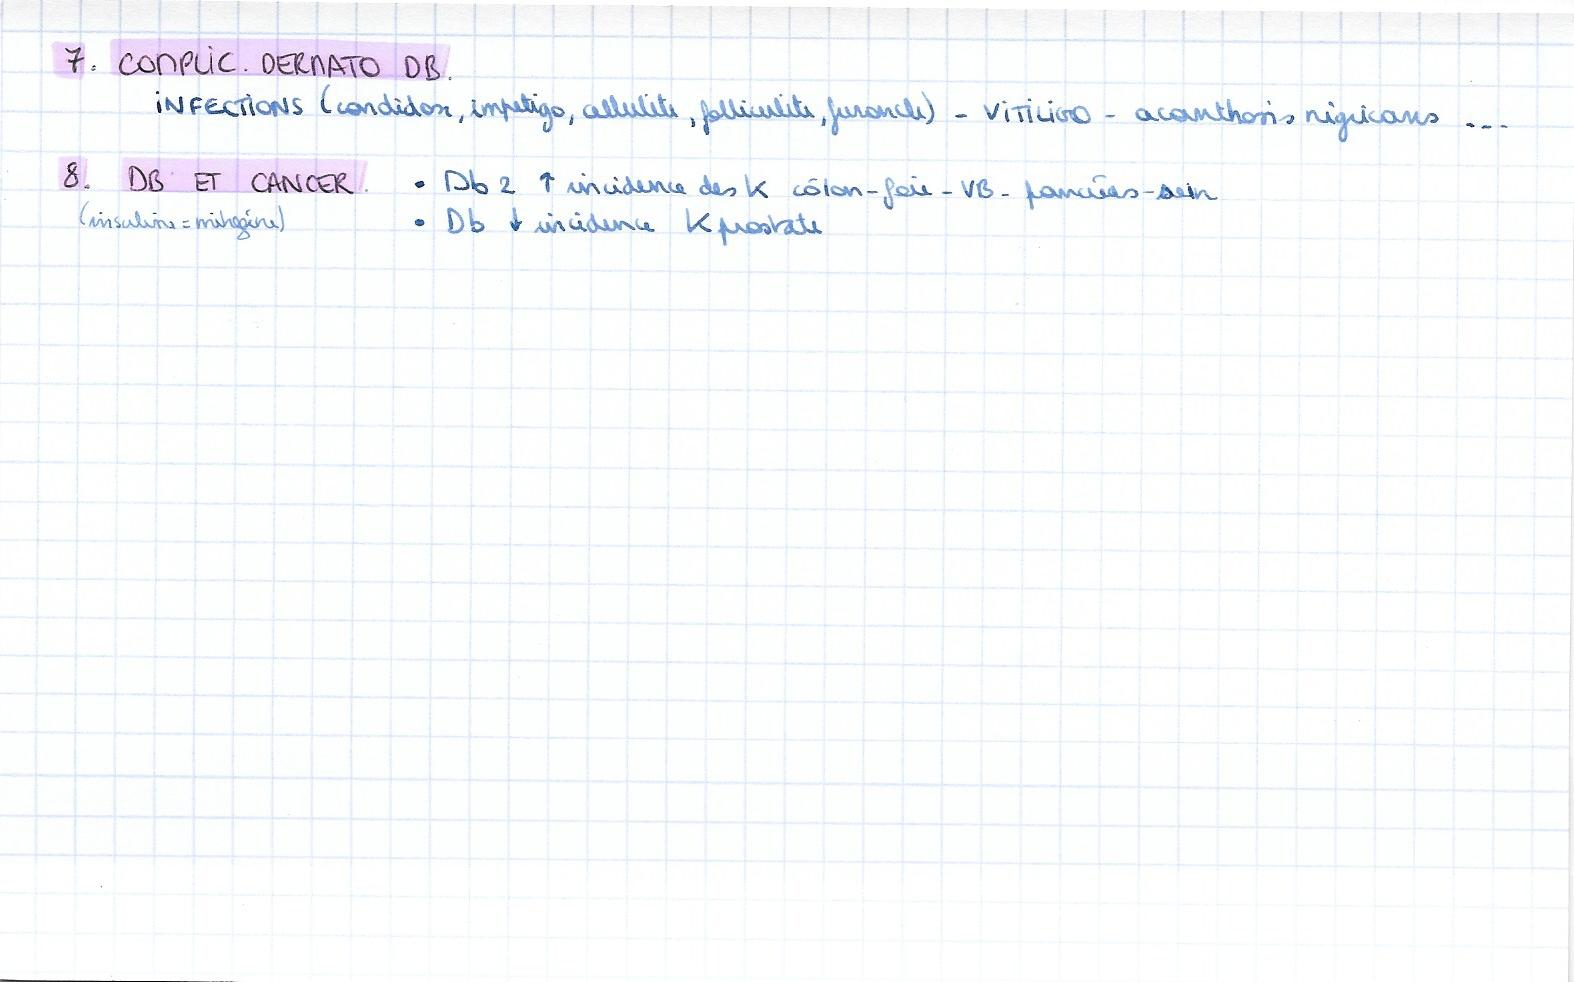 7. COMPLIC. DERMATO DB.
INFECTIONS (candidose, impétigo, cellulite, folliculite, furoncle) - VITILIGO - acanthosis nigricans ...
8. DB ET CANCER. • Db 2 ↑ incidence des K côlon-foie-VB-pancréas-sein
(insuline = mitogène) • Db ↓ incidence K prostate